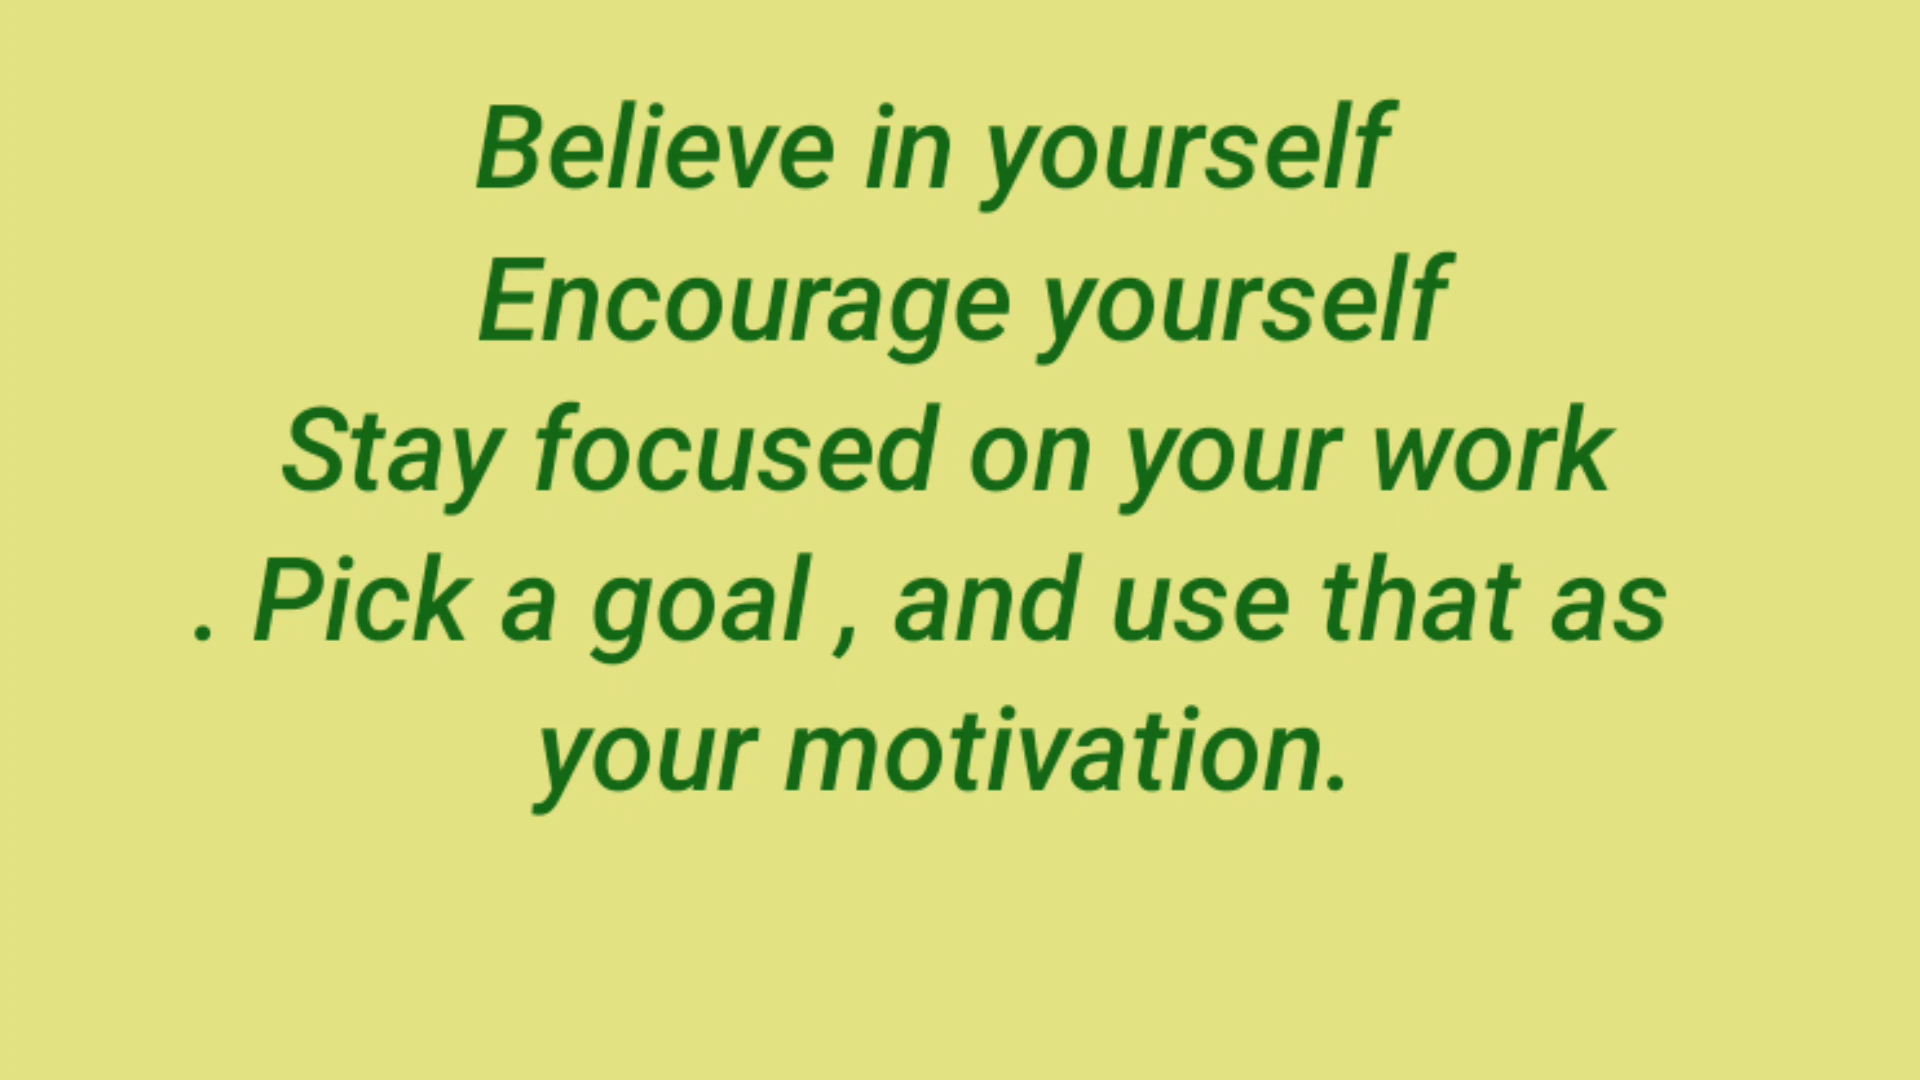 Believe in yourself
Encourage yourself
Stay focused on your work
. Pick a goal , and use that as
your motivation.